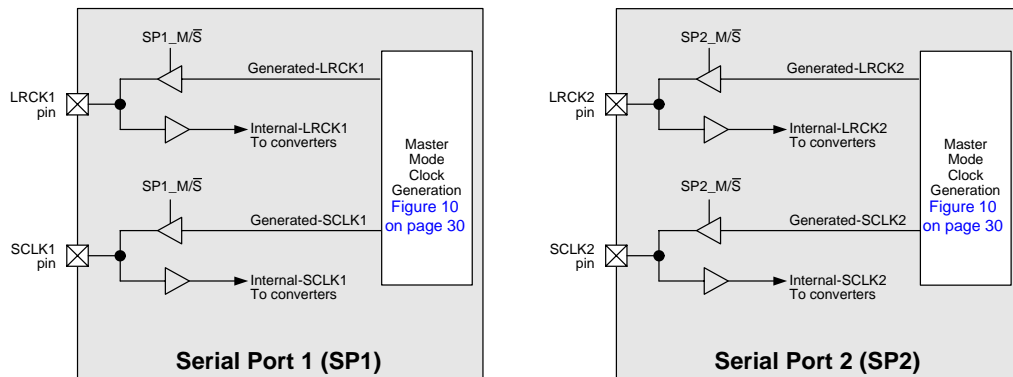 SP1_M/S̅
Generated-LRCK1
LRCK1
pin
Internal-LRCK1
To converters
Master
Mode
Clock
Generation
Figure 10
on page 30
SP1_M/S̅
Generated-SCLK1
SCLK1
pin
Internal-SCLK1
To converters
Serial Port 1 (SP1)
SP2_M/S̅
Generated-LRCK2
LRCK2
pin
Internal-LRCK2
To converters
Master
Mode
Clock
Generation
Figure 10
on page 30
SP2_M/S̅
Generated-SCLK2
SCLK2
pin
Internal-SCLK2
To converters
Serial Port 2 (SP2)